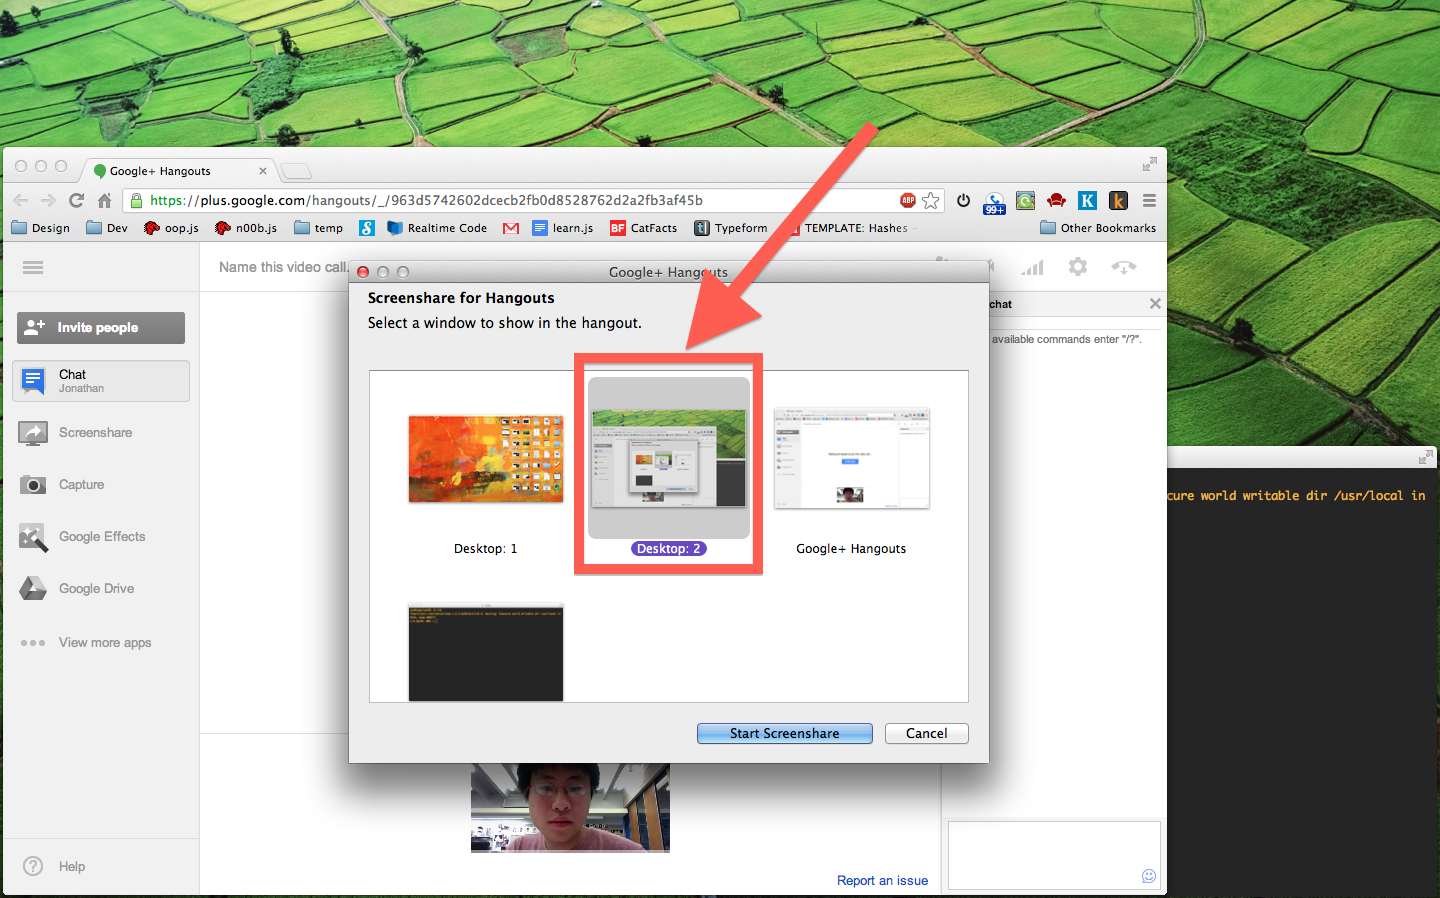 Google+ Hangouts
https://plus.google.com/hangouts/_/963d5742602dcecb2fb0d8528762d2a2fb3af45b
ABP
99+
K
k
Design
Dev
oop.js
n00b.js
temp
Realtime Code
learn.js
BF CatFacts
t Typeform
TEMPLATE: Hashes
Other Bookmarks
Name this video call.
Google+ Hangouts
Screenshare for Hangouts
Select a window to show in the hangout.
Desktop: 1
Desktop: 2
Google+ Hangouts
Start Screenshare
Cancel
Invite people
Chat
Jonathan
Screenshare
Capture
Google Effects
Google Drive
View more apps
? Help
chat
available commands enter "/?".
cure world writable dir /usr/local in
Report an issue